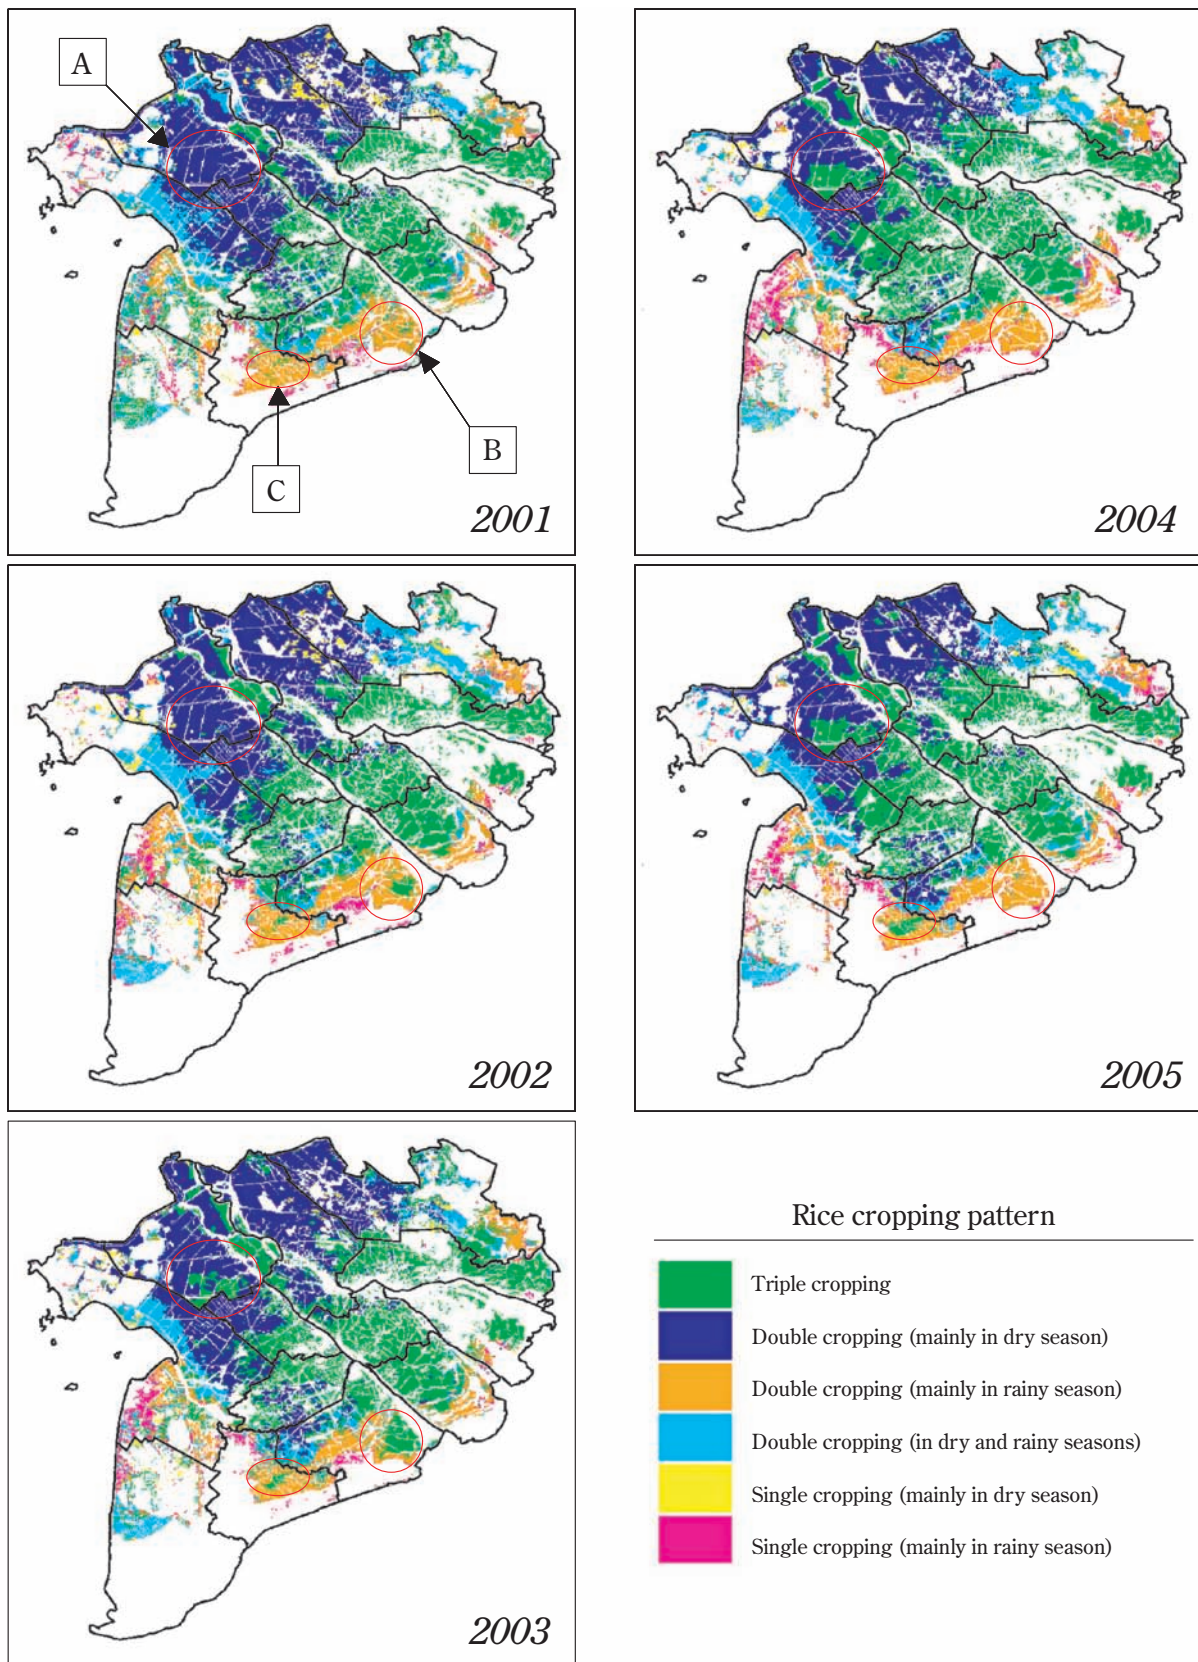 A
B
C
2001
2004
2002
2005
2003
Rice cropping pattern
Triple cropping
Double cropping (mainly in dry season)
Double cropping (mainly in rainy season)
Double cropping (in dry and rainy seasons)
Single cropping (mainly in dry season)
Single cropping (mainly in rainy season)